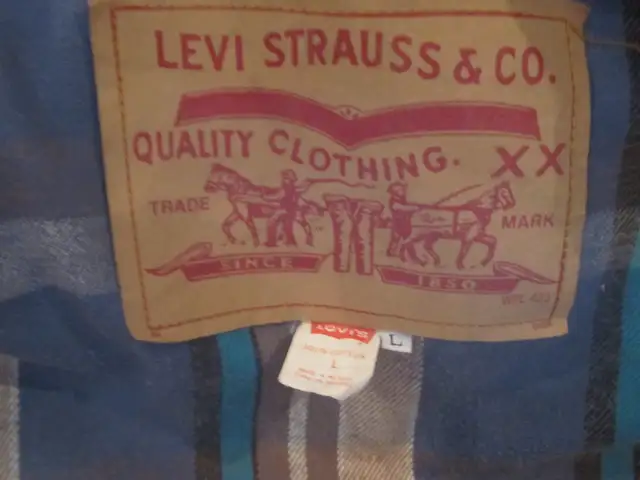 LEVI STRAUSS & CO.
QUALITY CLOTHING. XX
TRADE MARK
SINCE 1850
LEVI'S
L
L